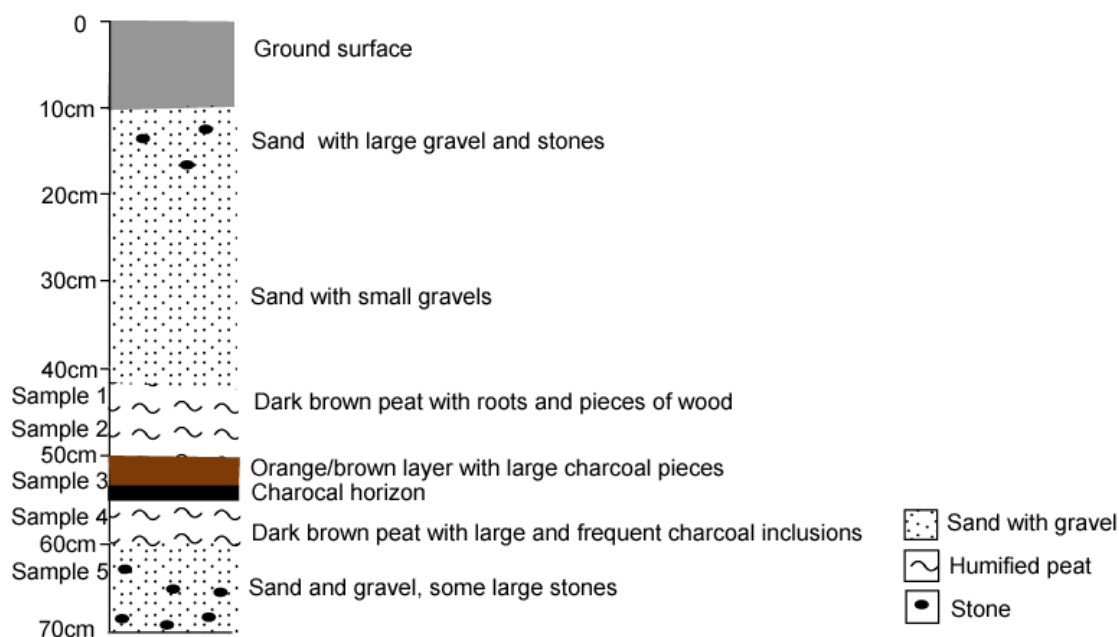 0
Ground surface
10cm
Sand with large gravel and stones
20cm
30cm
Sand with small gravels
40cm
Sample 1
Dark brown peat with roots and pieces of wood
Sample 2
50cm
Orange/brown layer with large charcoal pieces
Sample 3
Charocal horizon
Sample 4
Dark brown peat with large and frequent charcoal inclusions
60cm
Sample 5
Sand and gravel, some large stones
70cm
Sand with gravel
Humified peat
Stone